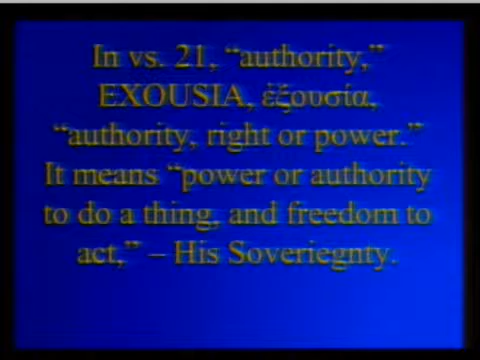 In vs. 21, “authority,”
EXOUSIA, ἐξουσία,
“authority, right or power.”
It means “power or authority
to do a thing, and freedom to
act,” – His Soveriegnty.